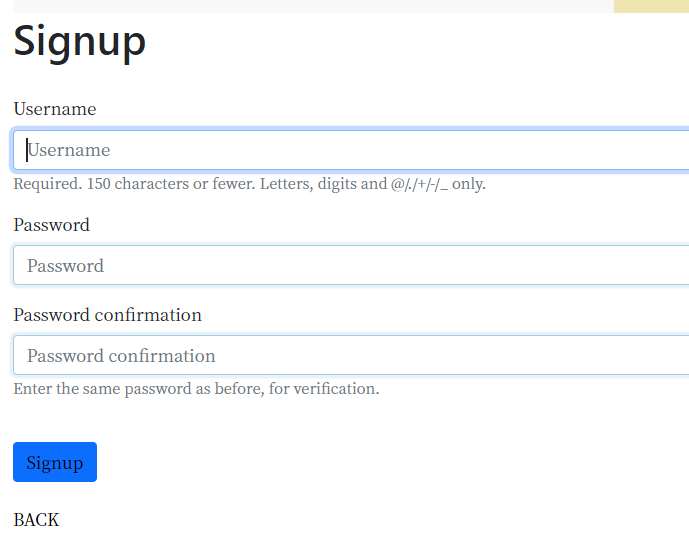 Signup
Username
Username
Required. 150 characters or fewer. Letters, digits and @/./+/-/_ only.
Password
Password
Password confirmation
Password confirmation
Enter the same password as before, for verification.
Signup
BACK